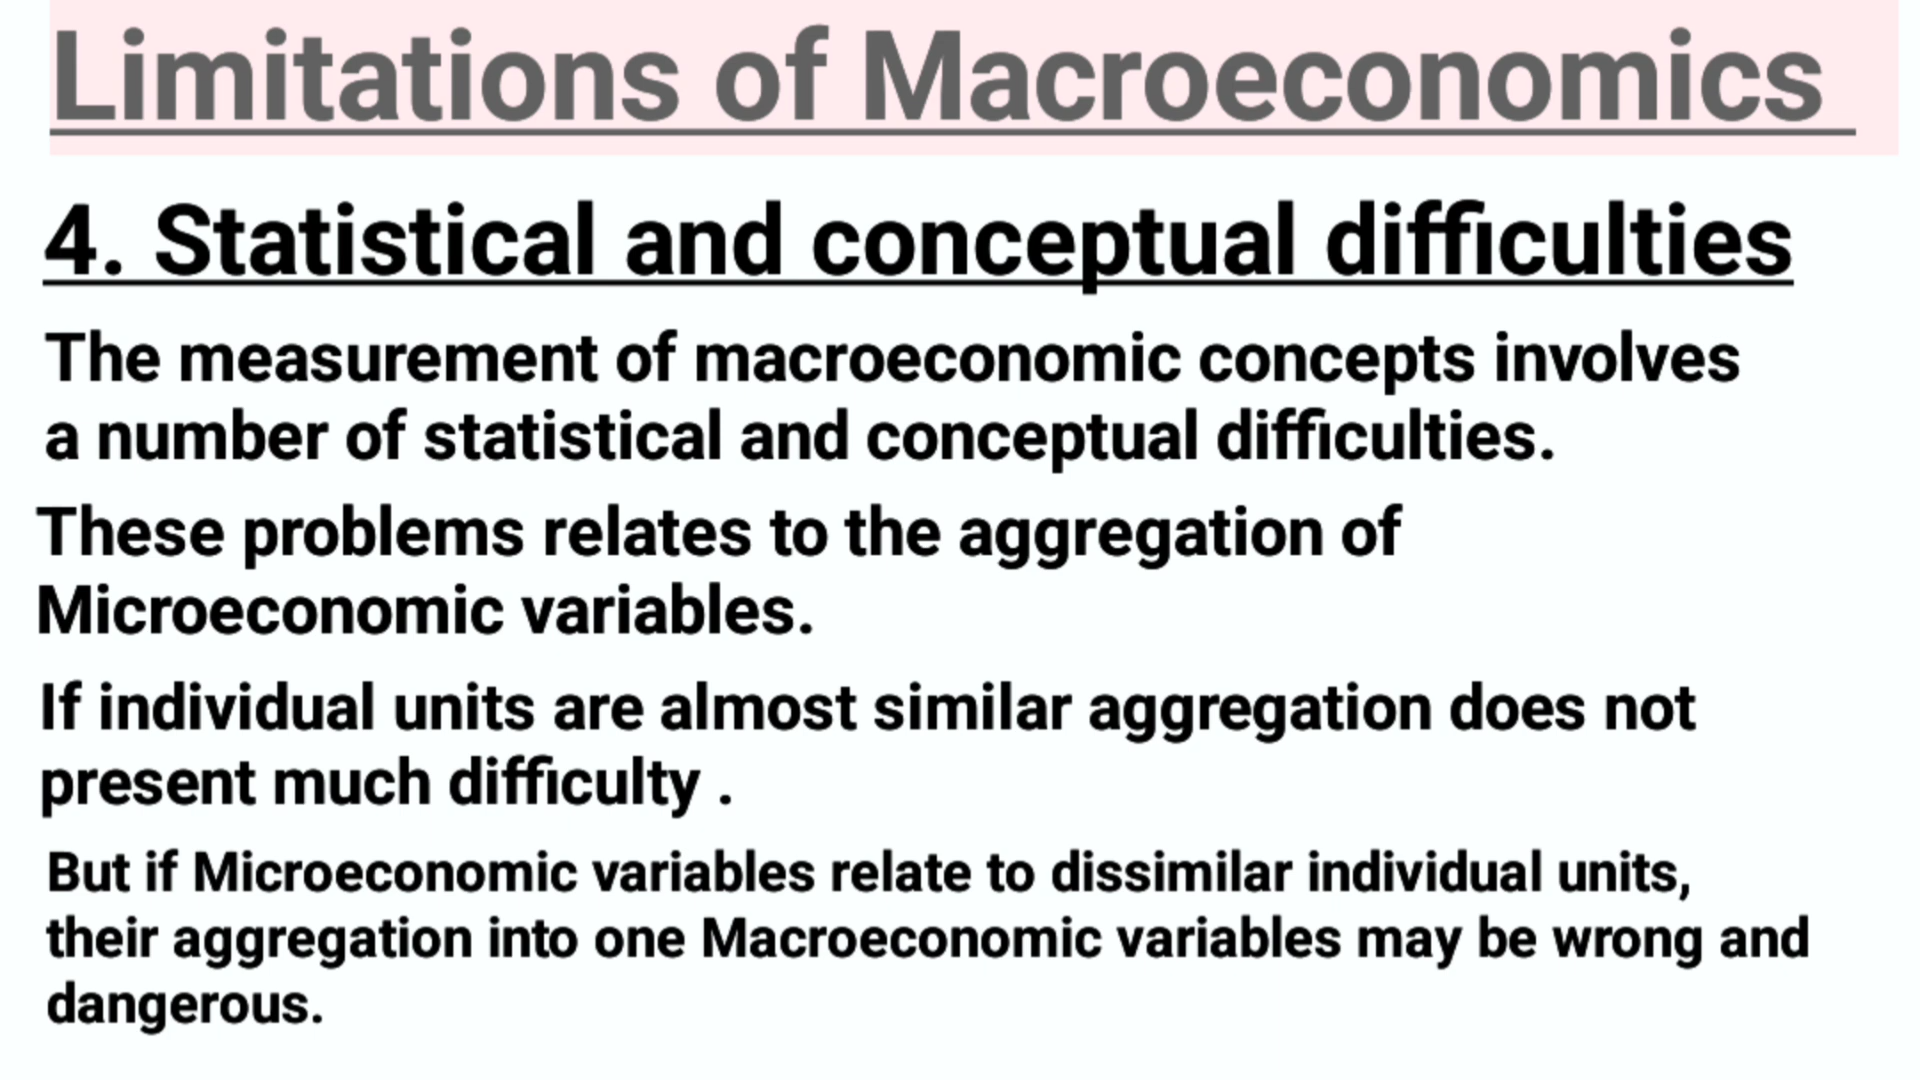 Limitations of Macroeconomics
4. Statistical and conceptual difficulties
The measurement of macroeconomic concepts involves
a number of statistical and conceptual difficulties.
These problems relates to the aggregation of
Microeconomic variables.
If individual units are almost similar aggregation does not
present much difficulty .
But if Microeconomic variables relate to dissimilar individual units,
their aggregation into one Macroeconomic variables may be wrong and
dangerous.